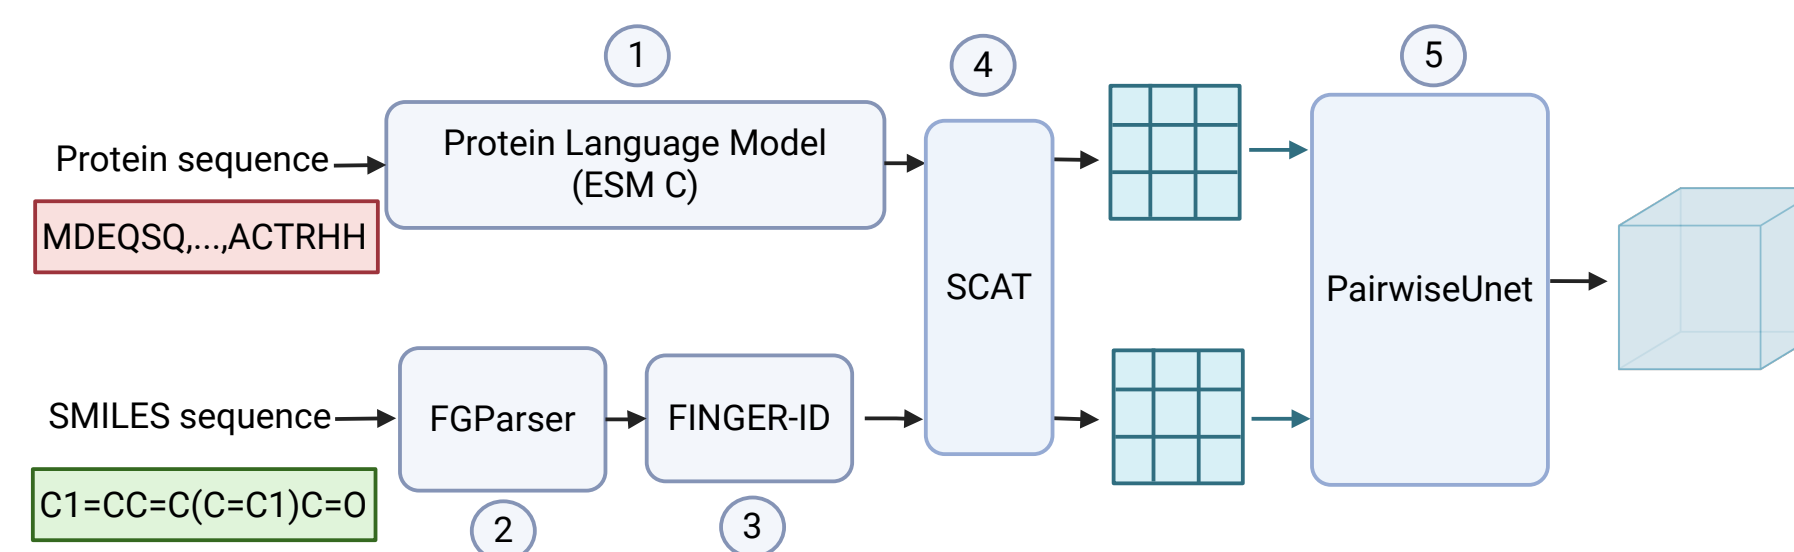 1
4
5
Protein sequence
Protein Language Model
(ESM C)
MDEQSQ,...,ACTRHH
SCAT
PairwiseUnet
SMILES sequence
FGParser
FINGER-ID
C1=CC=C(C=C1)C=O
2
3